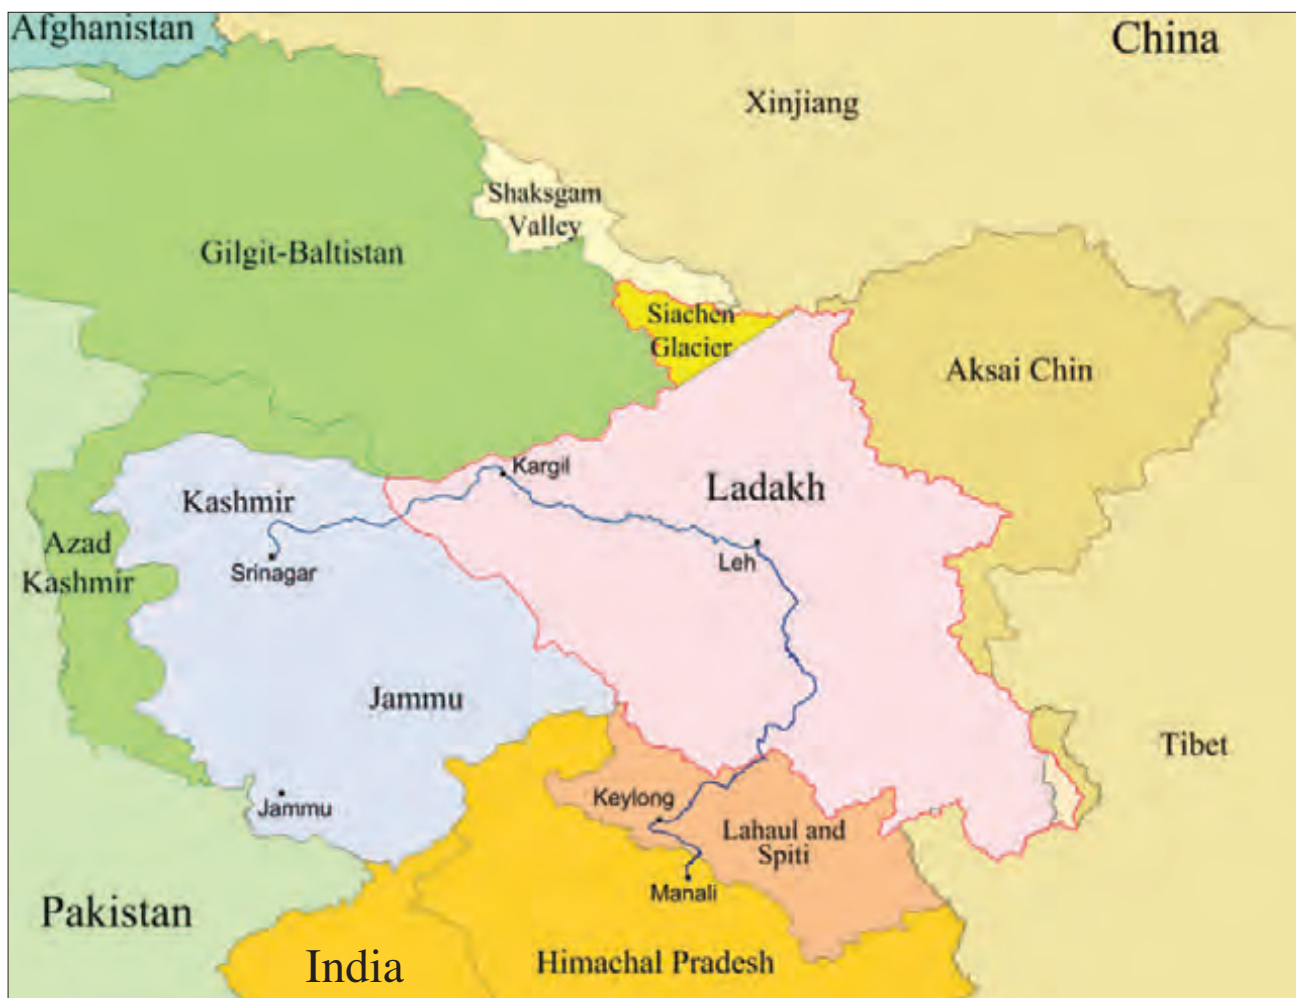 Afghanistan
China
Xinjiang
Shaksgam
Valley
Gilgit-Baltistan
Siachen
Glacier
Aksai Chin
Kargil
Ladakh
Kashmir
Azad
Kashmir
Srinagar
Leh
Jammu
Tibet
Jammu
Keylong
Lahaul and
Spiti
Manali
Pakistan
India
Himachal Pradesh